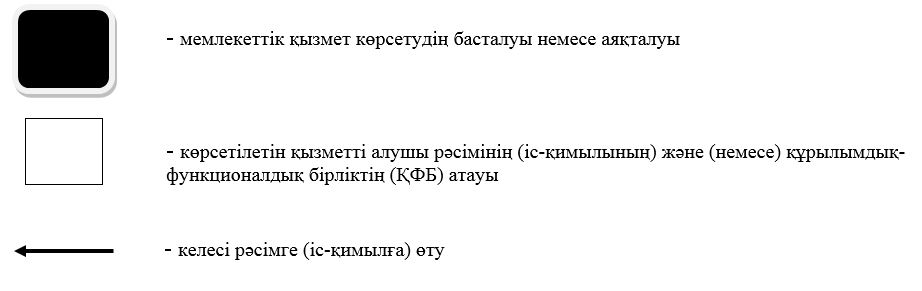 - мемлекеттік қызмет көрсетудің басталуы немесе аяқталуы
- көрсетілетін қызметті алушы рәсімінің (іс-қимылының) және (немесе) құрылымдық-
функционалдық бірліктің (ҚФБ) атауы
- келесі рәсімге (іс-қимылға) өту